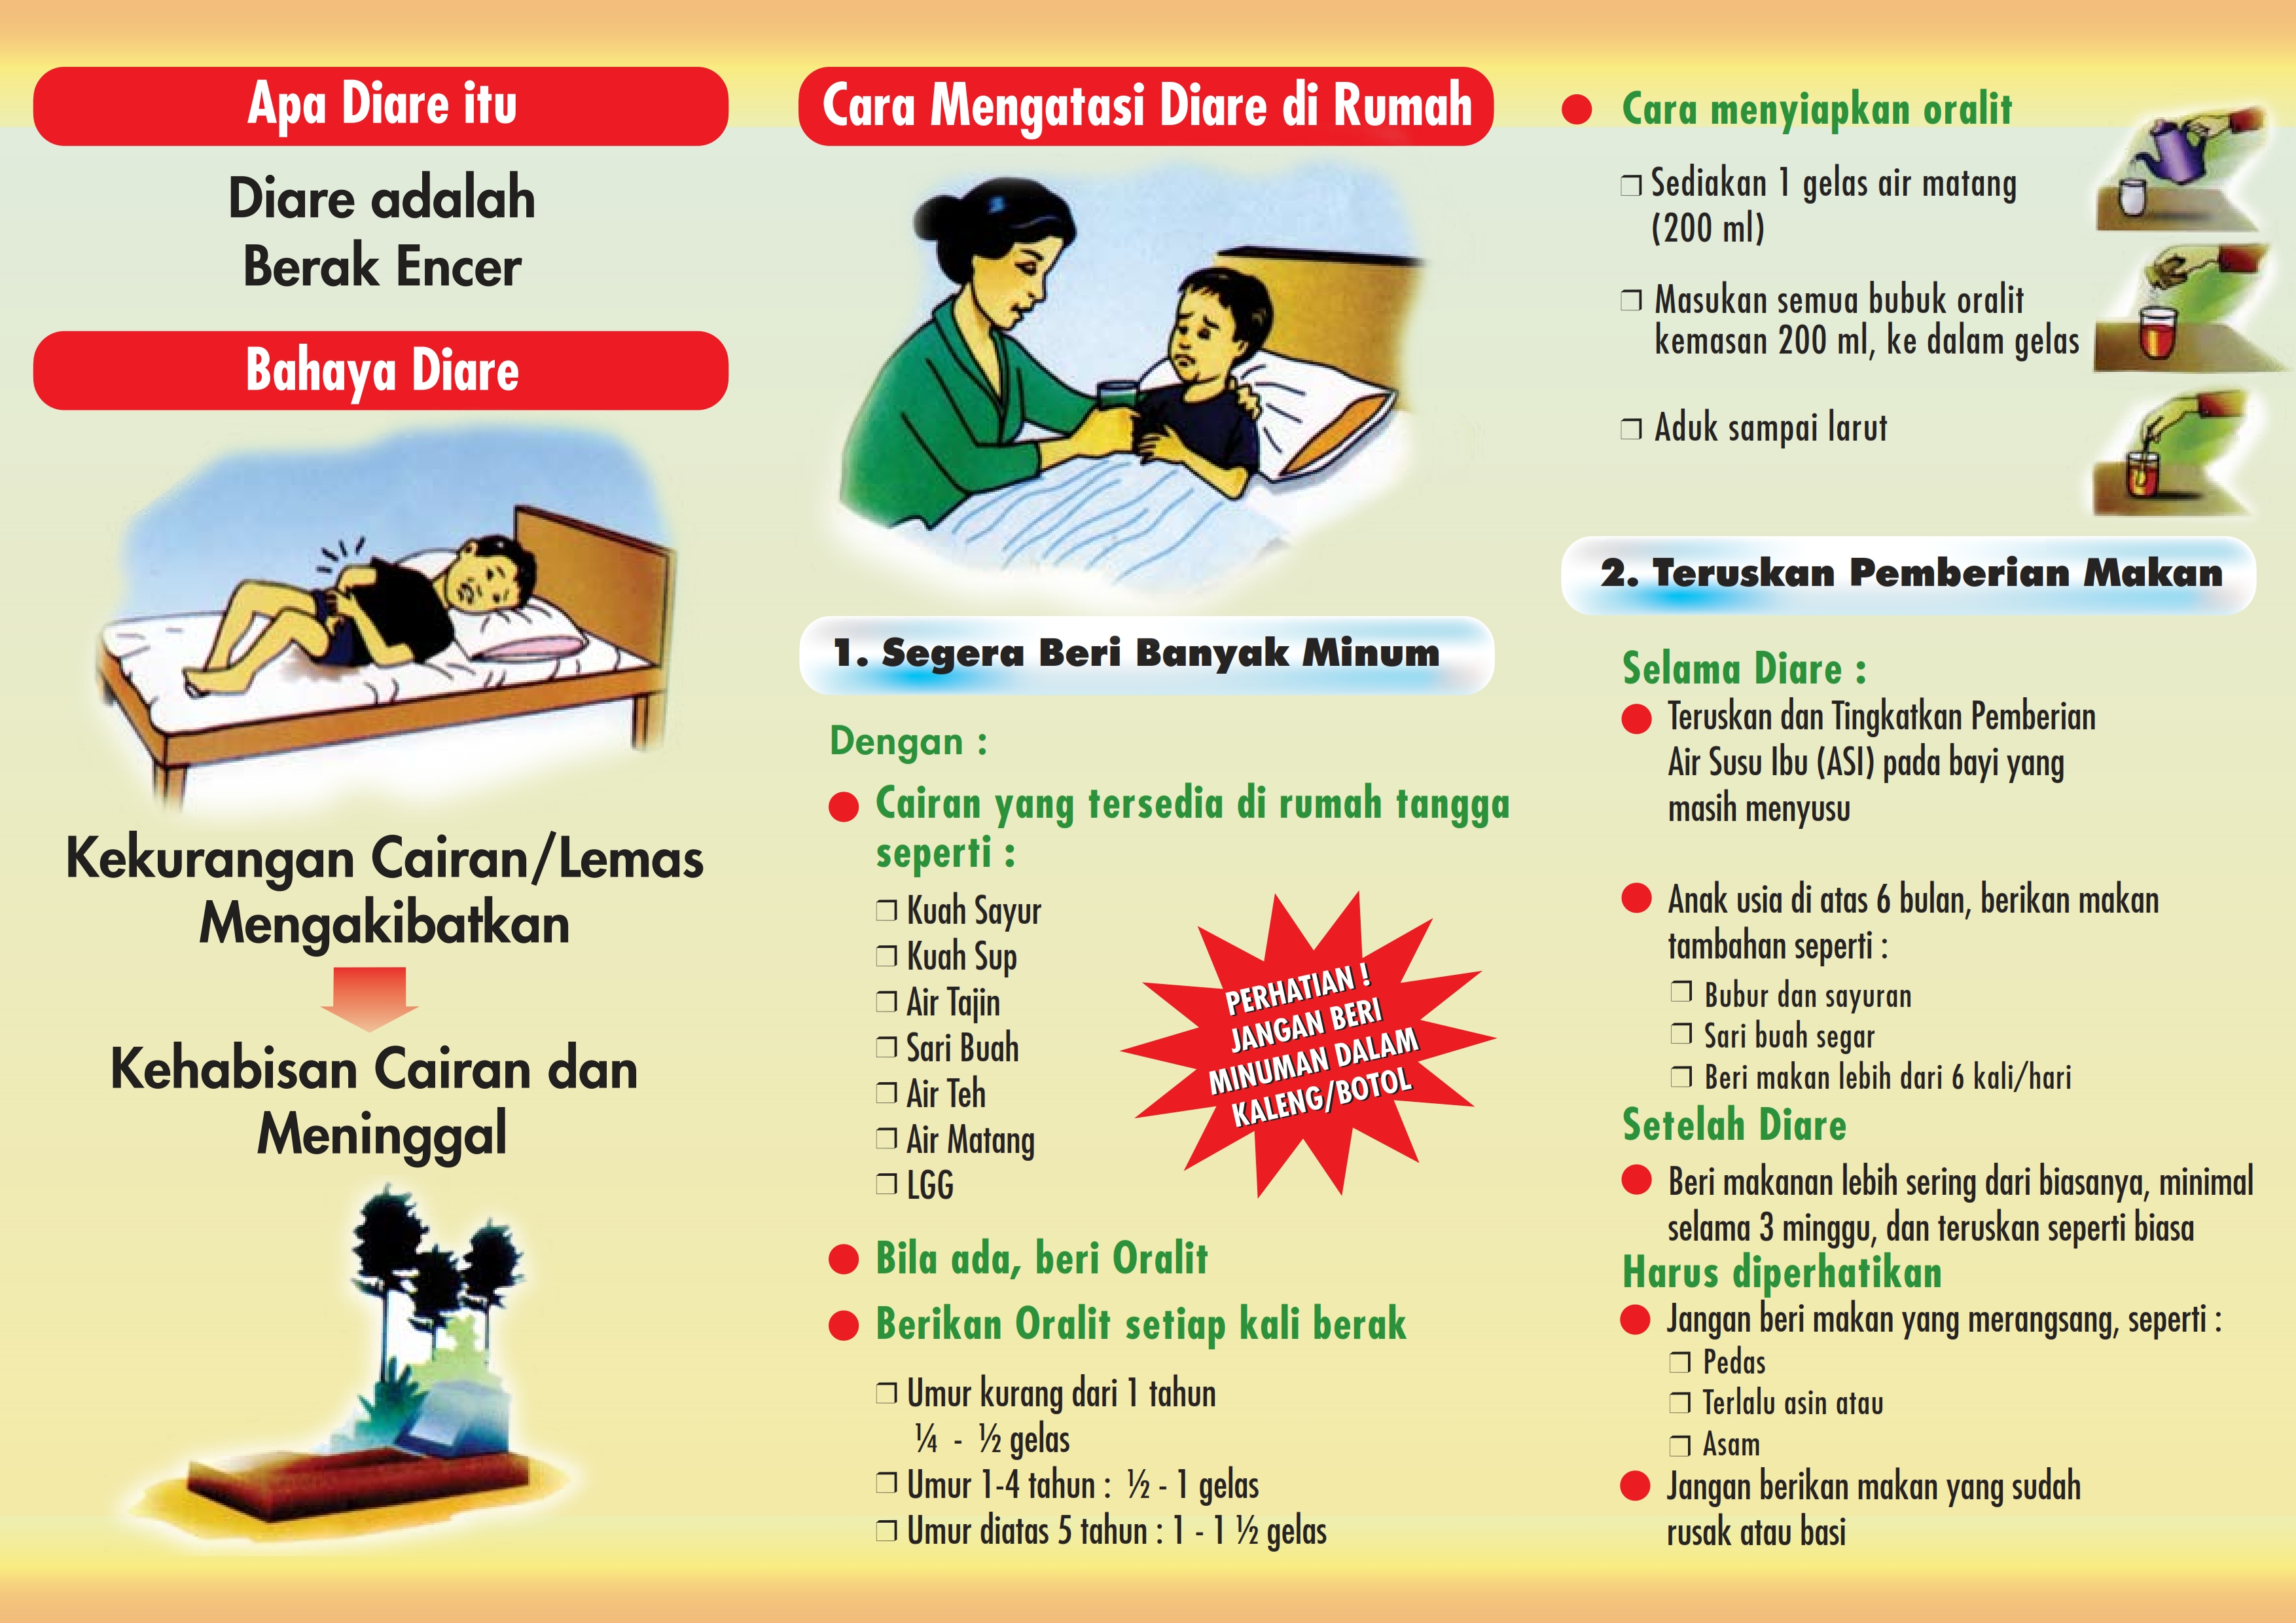 Apa Diare itu
Diare adalah
Berak Encer
Bahaya Diare
Kekurangan Cairan/Lemas
Mengakibatkan
Kehabisan Cairan dan
Meninggal
Cara Mengatasi Diare di Rumah
1. Segera Beri Banyak Minum
Dengan :
Cairan yang tersedia di rumah tangga
seperti :
Kuah Sayur
Kuah Sup
Air Tajin
Sari Buah
Air Teh
Air Matang
LGG
PERHATIAN !
JANGAN BERI
MINUMAN DALAM
KALENG/BOTOL
Bila ada, beri Oralit
Berikan Oralit setiap kali berak
Umur kurang dari 1 tahun
¼ - ½ gelas
Umur 1-4 tahun : ½ - 1 gelas
Umur diatas 5 tahun : 1 - 1 ½ gelas
Cara menyiapkan oralit
Sediakan 1 gelas air matang
(200 ml)
Masukan semua bubuk oralit
kemasan 200 ml, ke dalam gelas
Aduk sampai larut
2. Teruskan Pemberian Makan
Selama Diare :
Teruskan dan Tingkatkan Pemberian
Air Susu Ibu (ASI) pada bayi yang
masih menyusu
Anak usia di atas 6 bulan, berikan makan
tambahan seperti :
Bubur dan sayuran
Sari buah segar
Beri makan lebih dari 6 kali/hari
Setelah Diare
Beri makanan lebih sering dari biasanya, minimal
selama 3 minggu, dan teruskan seperti biasa
Harus diperhatikan
Jangan beri makan yang merangsang, seperti :
Pedas
Terlalu asin atau
Asam
Jangan berikan makan yang sudah
rusak atau basi